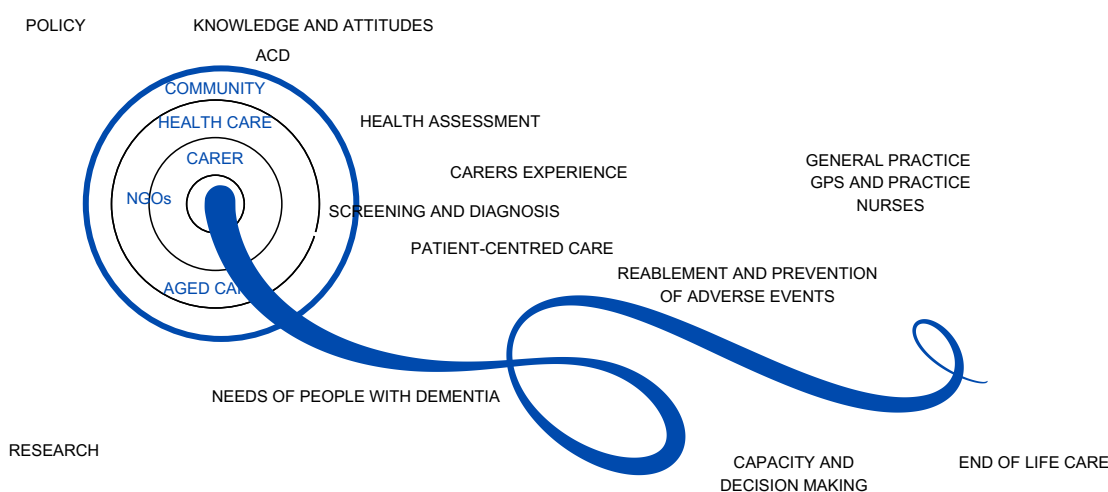 POLICY
KNOWLEDGE AND ATTITUDES
ACD
COMMUNITY
HEALTH CARE
HEALTH ASSESSMENT
CARER
CARERS EXPERIENCE
GENERAL PRACTICE
GPS AND PRACTICE
NURSES
NGOs
SCREENING AND DIAGNOSIS
PATIENT-CENTRED CARE
REABLEMENT AND PREVENTION
OF ADVERSE EVENTS
AGED CA
NEEDS OF PEOPLE WITH DEMENTIA
RESEARCH
CAPACITY AND
DECISION MAKING
END OF LIFE CARE